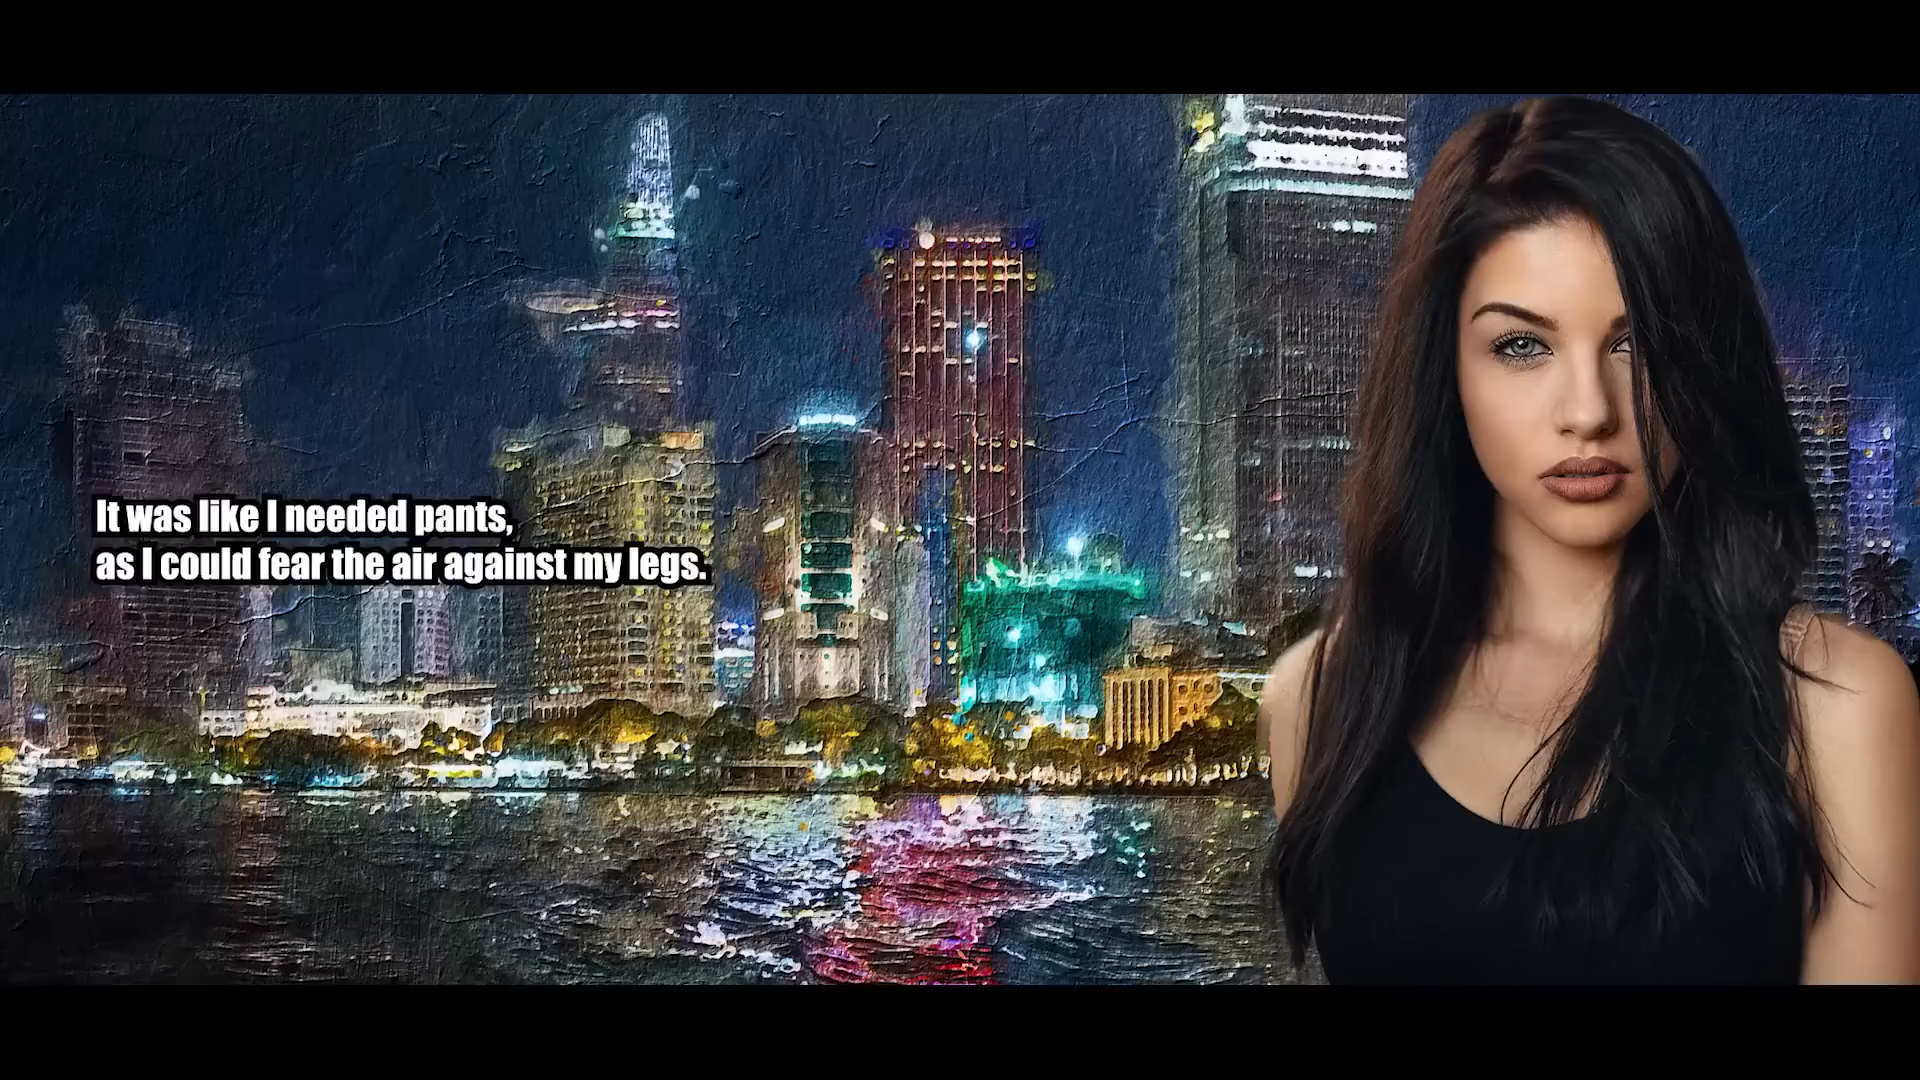 It was like I needed pants,
as I could fear the air against my legs.